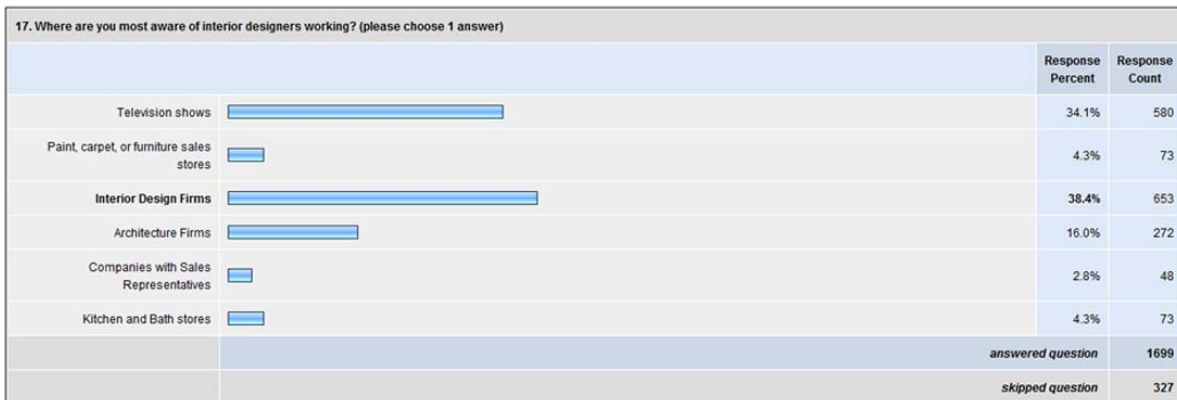 17. Where are you most aware of interior designers working? (please choose 1 answer)
Response
Percent
Response
Count
Television shows 34.1% 580
Paint, carpet, or furniture sales
stores
4.3% 73
Interior Design Firms 38.4% 653
Architecture Firms 16.0% 272
Companies with Sales
Representatives
2.8% 48
Kitchen and Bath stores 4.3% 73
answered question 1699
skipped question 327